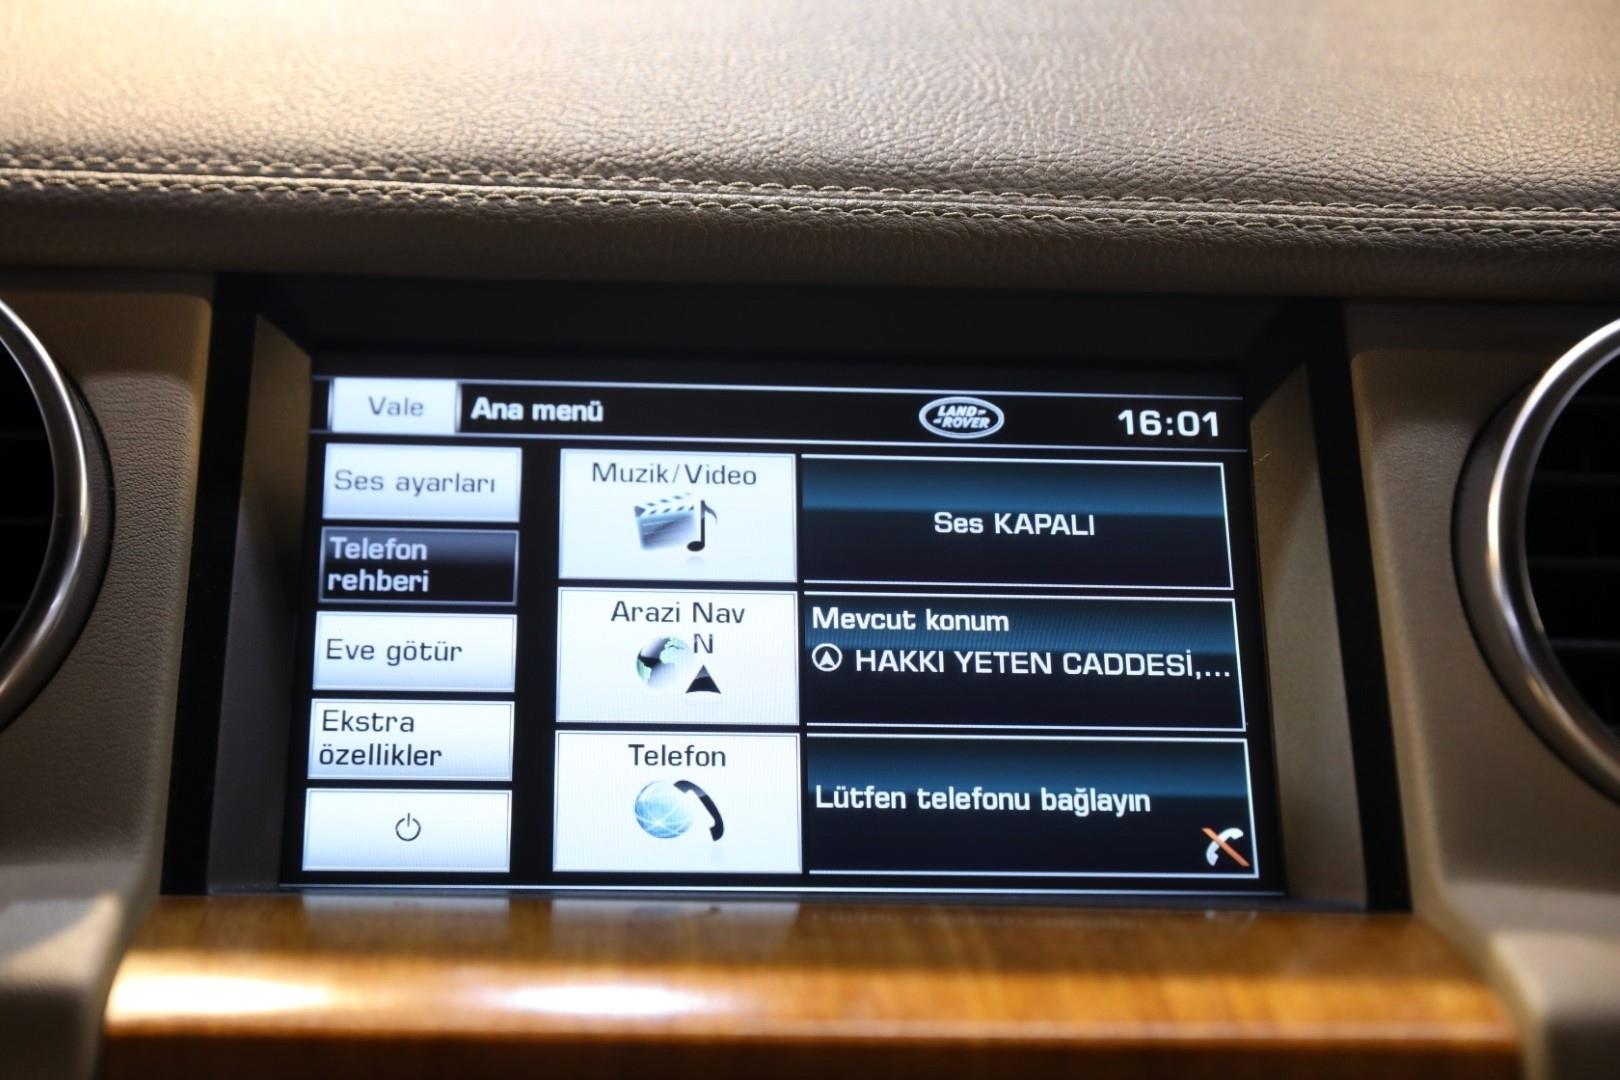 Vale
Ana menü
LAND-
-ROVER
16:01
Ses ayarları
Telefon
rehberi
Eve götür
Ekstra
özellikler
Muzik/Video
Ses KAPALI
Arazi Nav
N
Mevcut konum
HAKKI YETEN CADDESİ,...
Telefon
Lütfen telefonu bağlayın